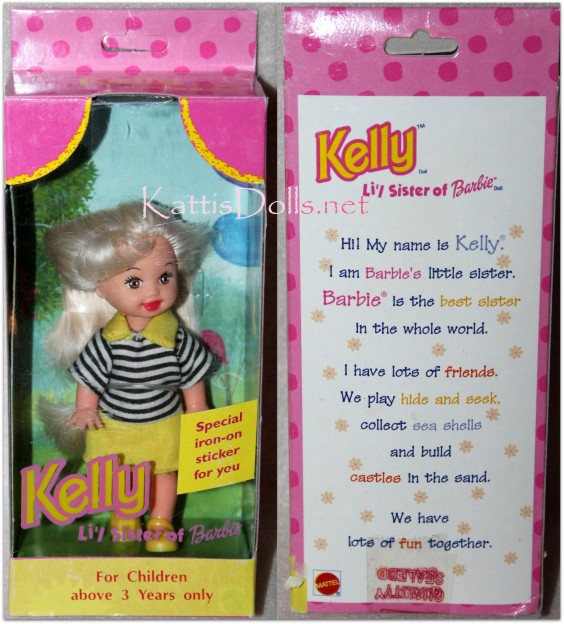 KattisDolls.net
Special
iron-on
sticker
for you
Kelly
Li'l Sister of Barbie
For Children
above 3 Years only
Kelly™ Doll
Li'l Sister of Barbie® Doll
Hi! My name is Kelly.®
I am Barbie's little sister.
Barbie® is the best sister
in the whole world.
I have lots of friends.
We play hide and seek,
collect sea shells
and build
castles in the sand.
We have
lots of fun together.
MATTEL
QUALITY
SEALED